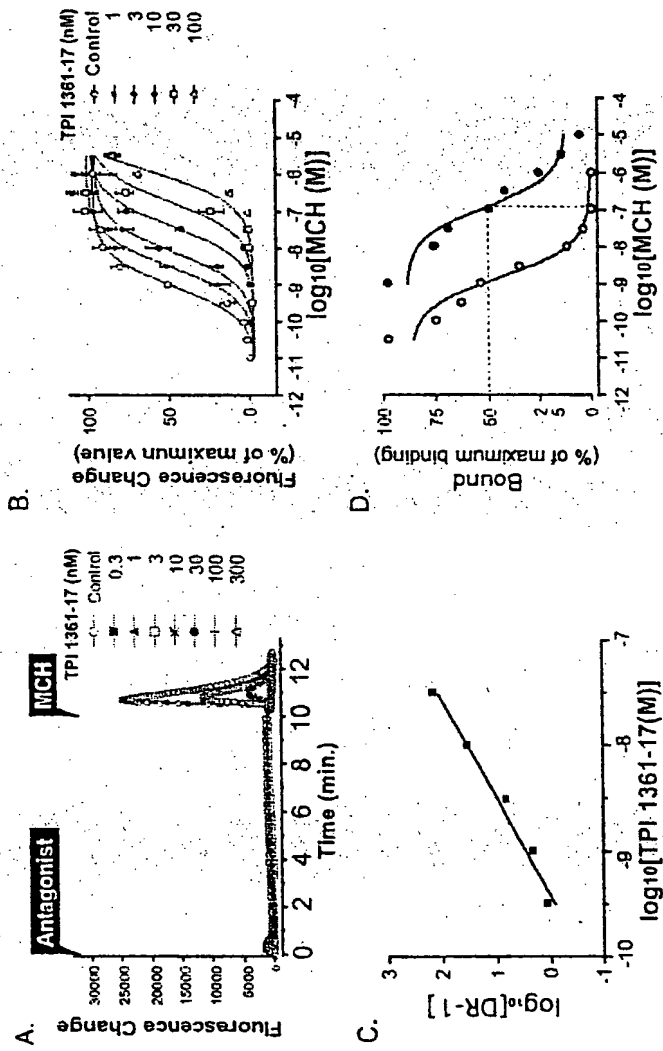 A.
Antagonist
MCH
Fluorescence Change
30000
25000
20000
15000
10000
5000
0
0 2 4 6 8 10 12
Time (min.)
TPI 1361-17 (nM)
Control
0.3
1
3
10
30
100
300
B.
Fluorescence Change
(% of maximun value)
100
50
0
-12 -11 -10 -9 -8 -7 -6 -5 -4
log10[MCH (M)]
TPI 1361-17 (nM)
Control
1
3
10
30
100
C.
log10[DR-1]
3
2
1
0
-1
-10 -9 -8 -7
log10[TPI 1361-17(M)]
D.
Bound
(% of maximum binding)
100
75
50
2 5
0
-12 -11 -10 -9 -8 -7 -6 -5 -4
log10[MCH (M)]